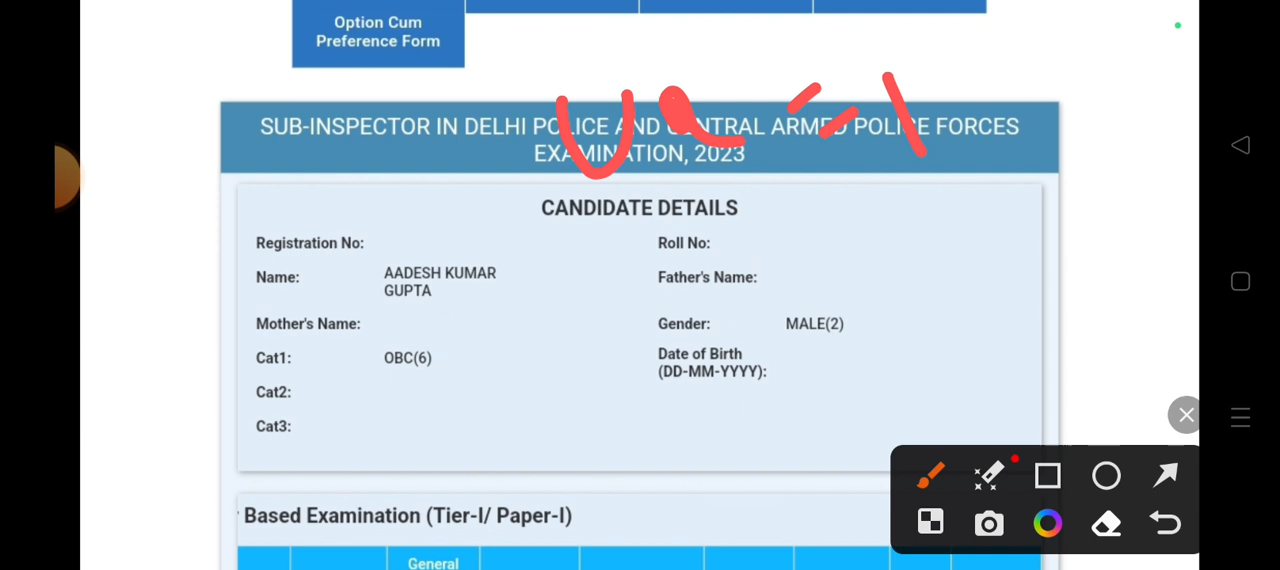 Option Cum
Preference Form
SUB-INSPECTOR IN DELHI POLICE AND CENTRAL ARMED POLICE FORCES
EXAMINATION, 2023
CANDIDATE DETAILS
Registration No:
Roll No:
Name: AADESH KUMAR
GUPTA
Father's Name:
Mother's Name:
Gender: MALE(2)
Cat1: OBC(6)
Date of Birth
(DD-MM-YYYY):
Cat2:
Cat3:
Based Examination (Tier-I/ Paper-I)
General